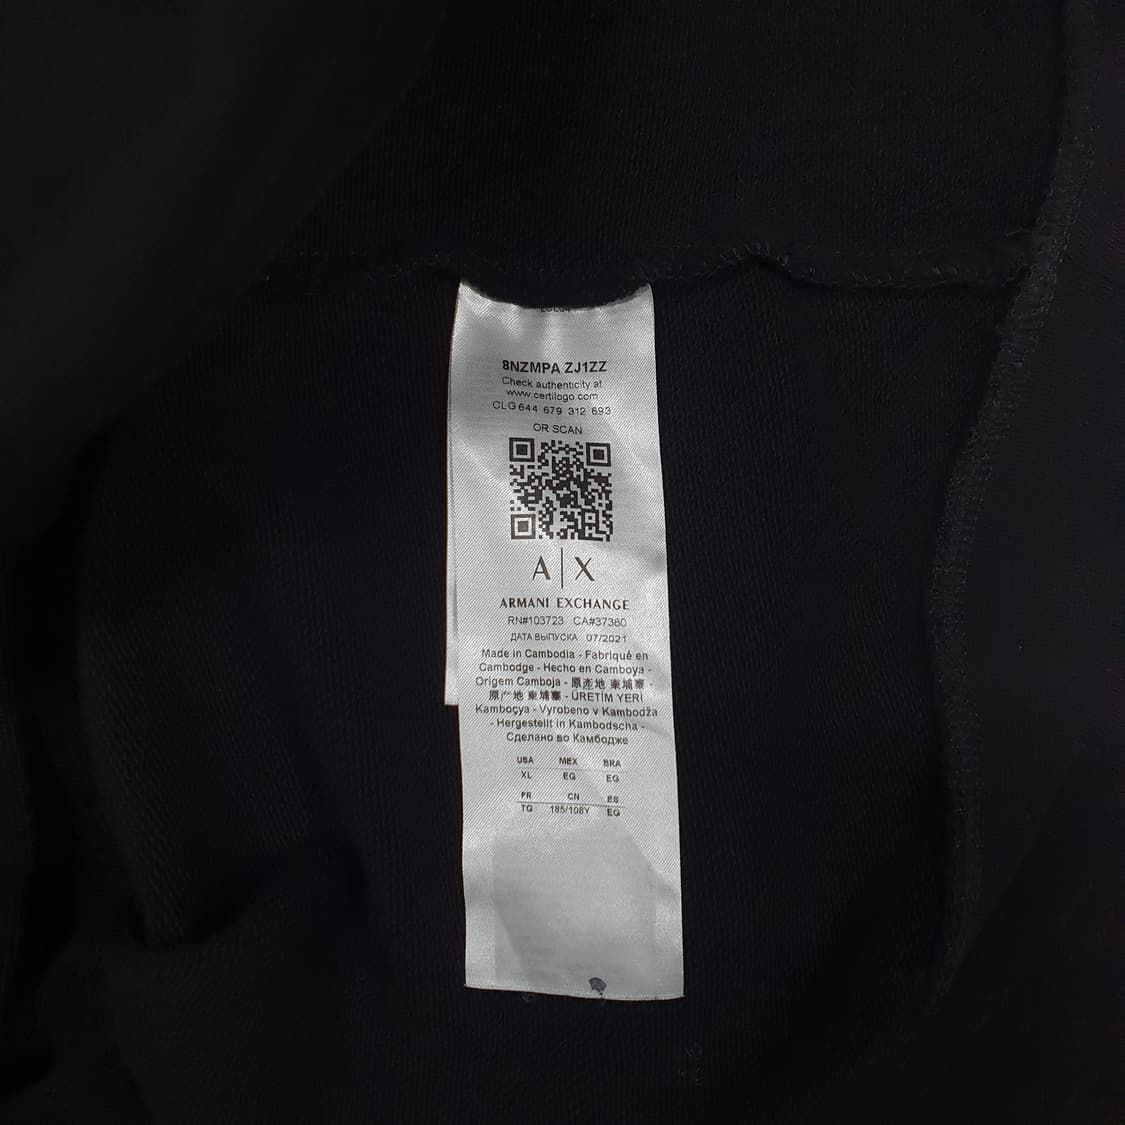 8NZMPA ZJ1ZZ
Check authenticity at
www.certilogo.com
CLG 644 679 312 693
OR SCAN
A|X
ARMANI EXCHANGE
RN#103723 CA#37360
ДАТА ВЫПУСКА 07/2021
Made in Cambodia - Fabriqué en
Cambodge - Hecho en Camboya -
Origem Camboja - 原產地 柬埔寨 -
原产地 柬埔寨 - ÜRETİM YERİ
Kamboçya - Vyrobeno v Kambodža
- Hergestellt in Kambodscha -
Сделано во Камбодже
USA MEX BRA
XL EG EG
FR CN ES
TG 185/108Y EG